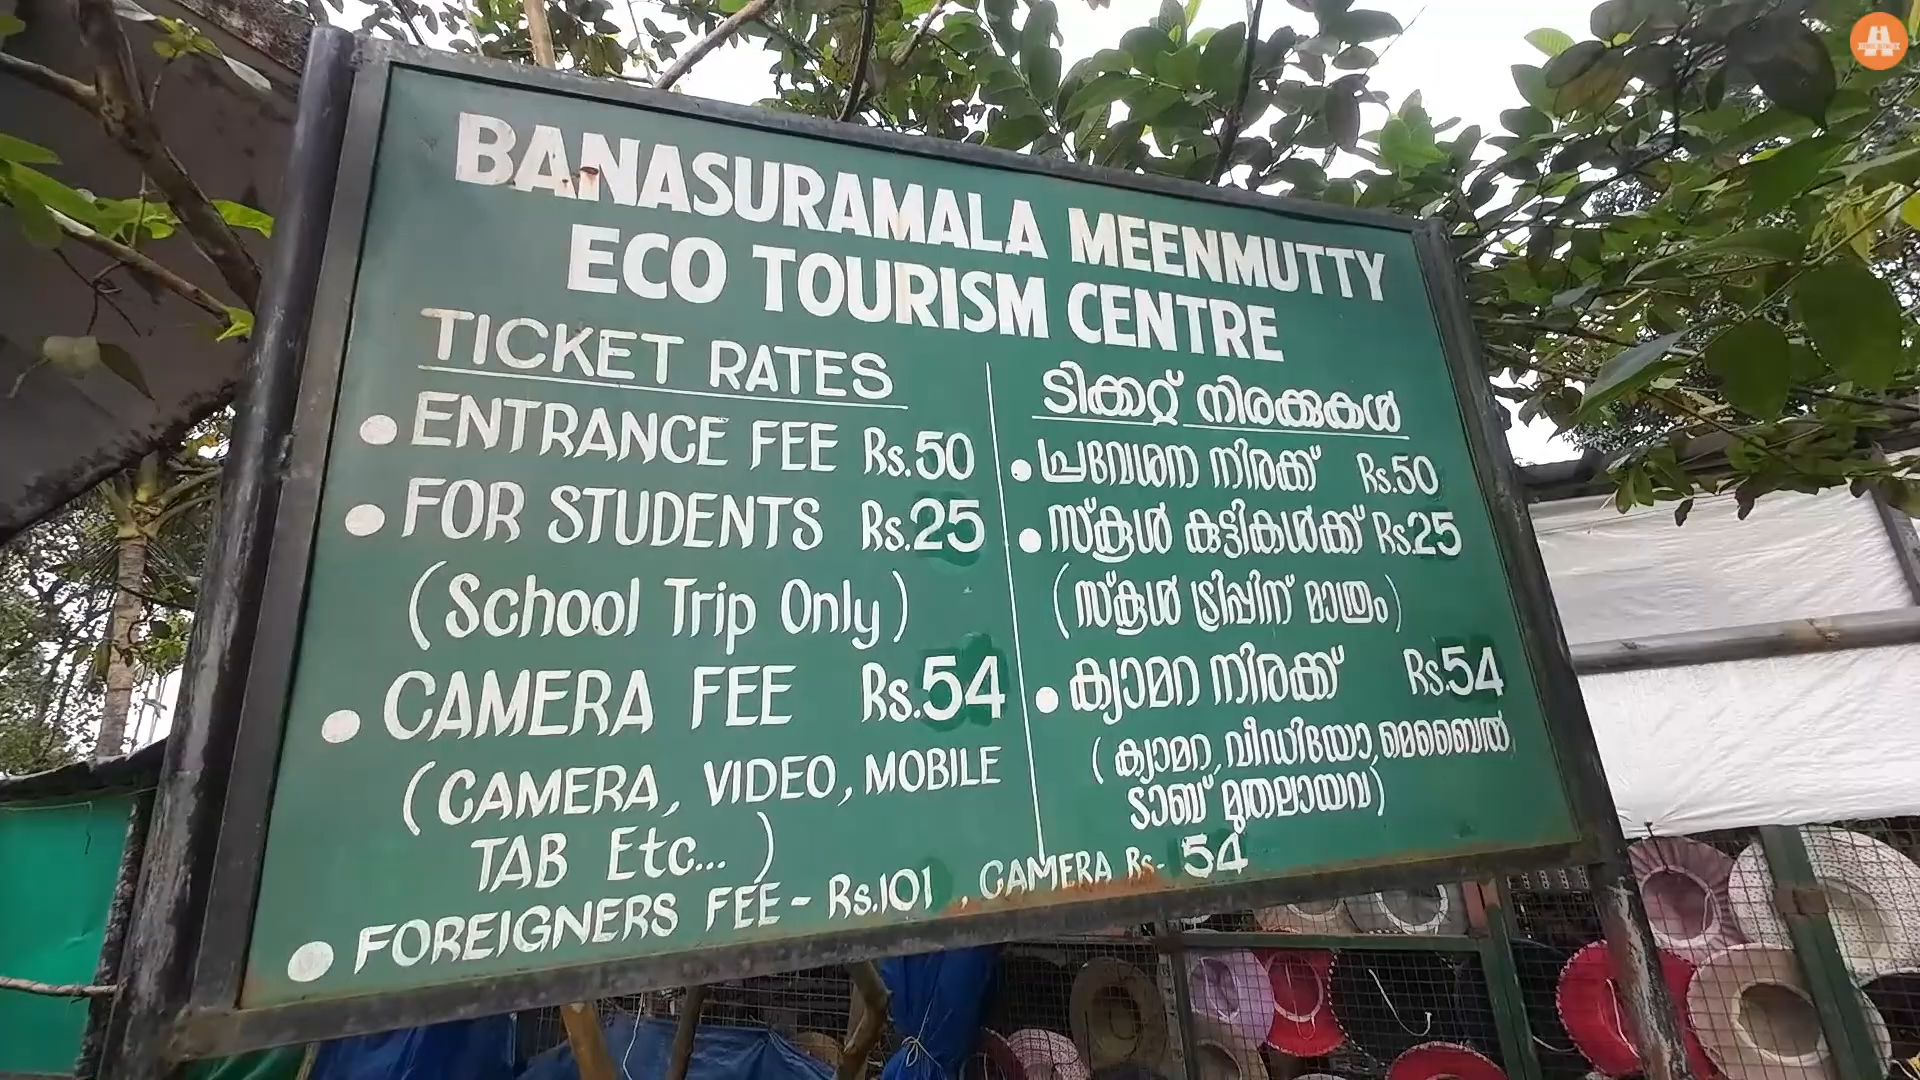 BANASURAMALA MEENMUTTY
ECO TOURISM CENTRE
TICKET RATES
• ENTRANCE FEE Rs.50
• FOR STUDENTS Rs.25
(School Trip Only)
• CAMERA FEE Rs.54
(CAMERA, VIDEO, MOBILE
TAB Etc... )
ടിക്കറ്റ് നിരക്കുകൾ
• പ്രവേശന നിരക്ക് Rs.50
• സ്കൂൾ കുട്ടികൾക്ക് Rs.25
(സ്കൂൾ ട്രിപ്പിന് മാത്രം)
• ക്യാമറ നിരക്ക് Rs.54
(ക്യാമറ, വീഡിയോ, മൈബൈൽ,
ടാബ് മുതലായവ)
• FOREIGNERS FEE - Rs.101 , CAMERA Rs- 54